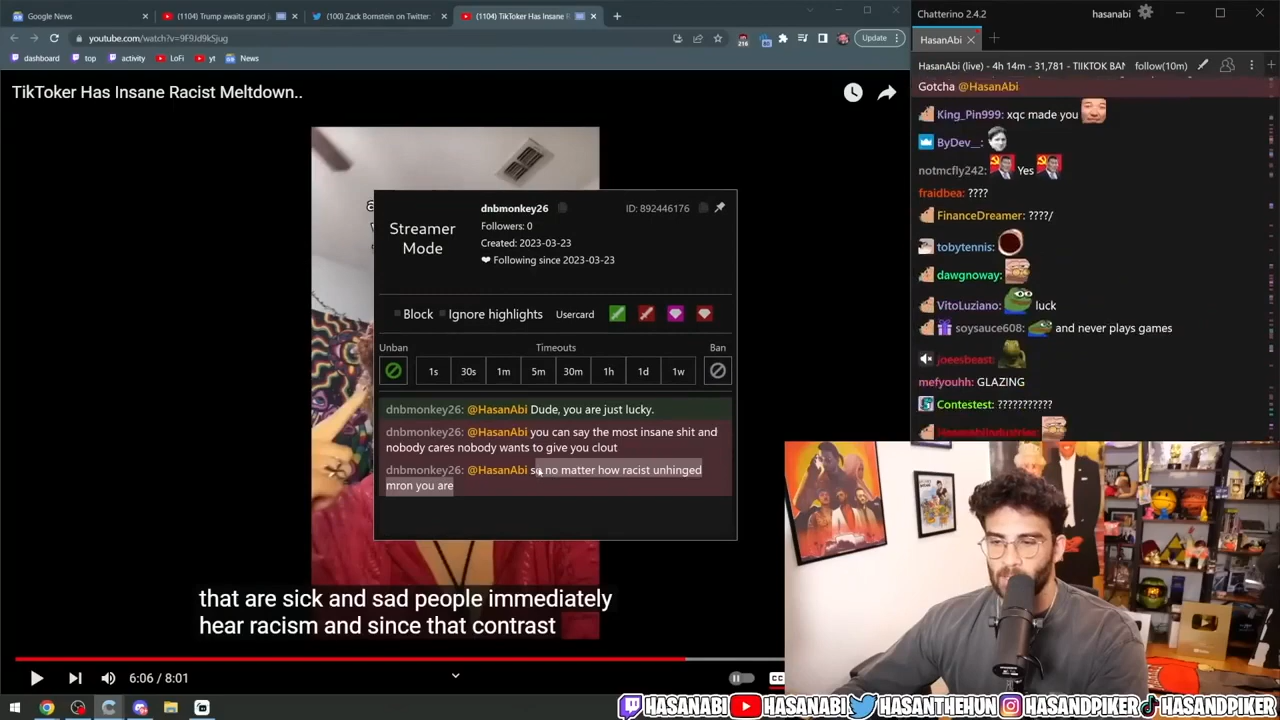 Google News
(1104) Trump awaits grand j
(100) Zack Bornstein on Twitter:
(1104) TikToker Has Insane R
youtube.com/watch?v=9F9Jd9kSjug
Update
dashboard
top
activity
LoFi
yt
News
TikToker Has Insane Racist Meltdown..
Streamer
Mode
dnbmonkey26
ID: 892446176
Followers: 0
Created: 2023-03-23
Following since 2023-03-23
Block
Ignore highlights
Usercard
Unban
Timeouts
Ban
1s
30s
1m
5m
30m
1h
1d
1w
dnbmonkey26: @HasanAbi Dude, you are just lucky.
dnbmonkey26: @HasanAbi you can say the most insane shit and
nobody cares nobody wants to give you clout
dnbmonkey26: @HasanAbi so no matter how racist unhinged
mron you are
that are sick and sad people immediately
hear racism and since that contrast
6:06 / 8:01
CC
Chatterino 2.4.2
hasanabi
HasanAbi
HasanAbi (live) - 4h 14m - 31,781 - TIIKTOK BAN
follow(10m)
Gotcha @HasanAbi
King_Pin999: xqc made you
ByDev__:
notmcfly242: Yes
fraidbea: ????
FinanceDreamer: ????/
tobytennis:
dawgnoway:
VitoLuziano: luck
soysauce608: and never plays games
joeesbeast:
mefyouhh: GLAZING
Contestest: ???????????
HASANABI
HASANABI
HASANTHEHUN
HASANDPIKER
HASANDPIKER